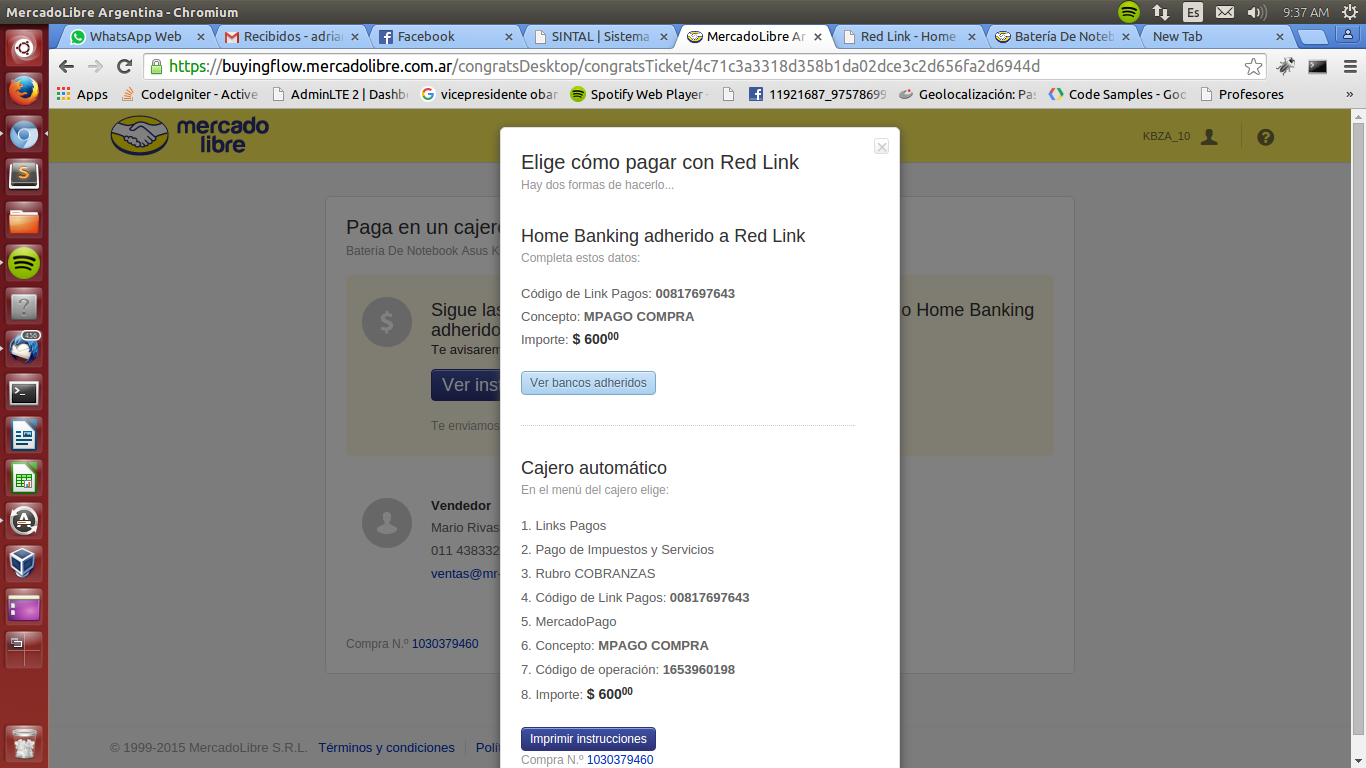 MercadoLibre Argentina - Chromium
Es
9:37 AM
WhatsApp Web
Recibidos - adria
Facebook
SINTAL | Sistema
MercadoLibre Ar
Red Link - Home
Batería De Noteb
New Tab
https://buyingflow.mercadolibre.com.ar/congratsDesktop/congratsTicket/4c71c3a3318d358b1da02dce3c2d656fa2d6944d
Apps
CodeIgniter - Active
AdminLTE 2 | Dashb
vicepresidente obar
Spotify Web Player -
11921687_97578699
Geolocalización: Pas
Code Samples - Goo
Profesores
»
mercado
libre
KBZA_10
Elige cómo pagar con Red Link
Hay dos formas de hacerlo...
Paga en un cajero
Batería De Notebook Asus K
Home Banking adherido a Red Link
Completa estos datos:
Código de Link Pagos: 00817697643
Concepto: MPAGO COMPRA
Importe: $ 600⁰⁰
Ver bancos adheridos
Sigue las
o Home Banking
adherido
Te avisarem
Ver ins
Te enviamos
Cajero automático
En el menú del cajero elige:
1. Links Pagos
2. Pago de Impuestos y Servicios
3. Rubro COBRANZAS
4. Código de Link Pagos: 00817697643
5. MercadoPago
6. Concepto: MPAGO COMPRA
7. Código de operación: 1653960198
8. Importe: $ 600⁰⁰
Imprimir instrucciones
Compra N.º 1030379460
Vendedor
Mario Rivas
011 438332
ventas@mr-
Compra N.º 1030379460
© 1999-2015 MercadoLibre S.R.L.
Términos y condiciones
Polít